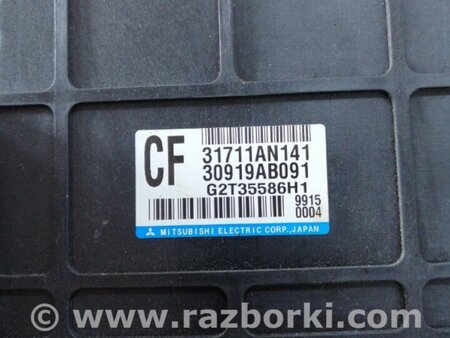 CF 31711AN141
30919AB091
G2T35586H1
9915
0004
MITSUBISHI ELECTRIC CORP., JAPAN
www.razborki.com